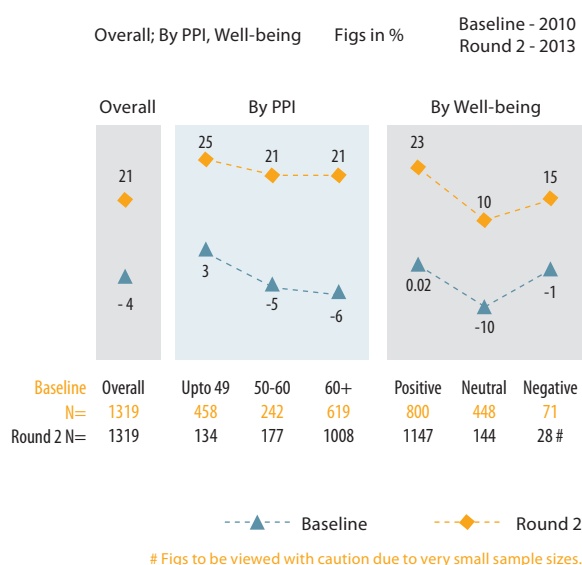 Overall; By PPI, Well-being Figs in % Baseline - 2010
Round 2 - 2013
Overall By PPI By Well-being
25 21 21
23 10 15
21
3 -5 -6
0.02 -10 -1
- 4
Baseline Overall Upto 49 50-60 60+ Positive Neutral Negative
N= 1319 458 242 619 800 448 71
Round 2 N= 1319 134 177 1008 1147 144 28 #
Baseline Round 2
# Figs to be viewed with caution due to very small sample sizes.